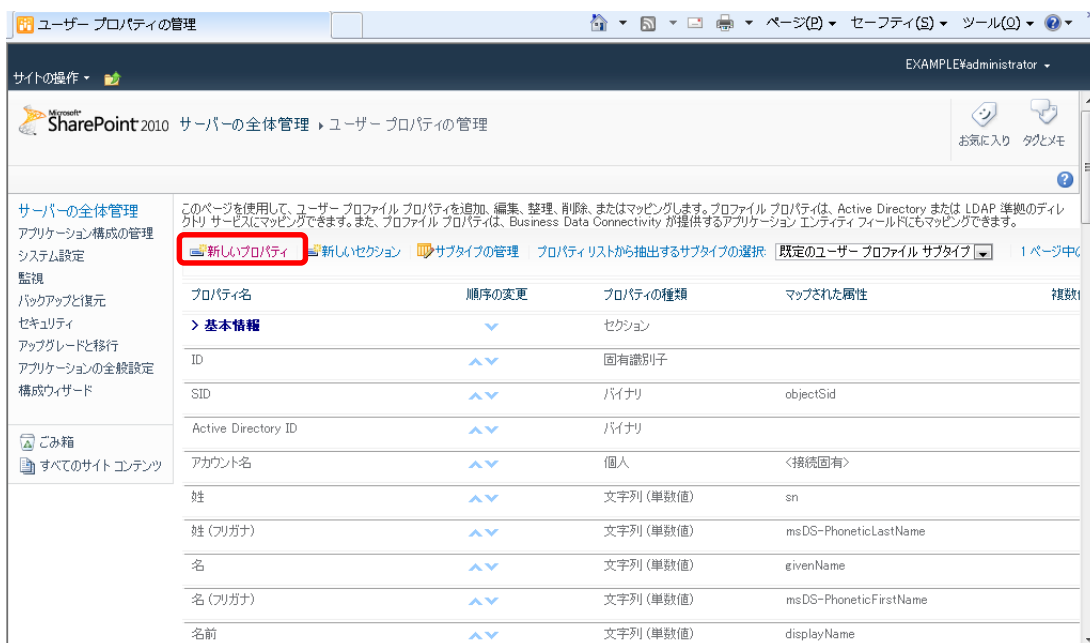 ユーザー プロパティの管理
ページ(P) セーフティ(S) ツール(O)
EXAMPLE¥administrator
サイトの操作
Microsoft
SharePoint 2010 サーバーの全体管理 ユーザー プロパティの管理
お気に入り タグとメモ
サーバーの全体管理
アプリケーション構成の管理
システム設定
監視
バックアップと復元
セキュリティ
アップグレードと移行
アプリケーションの全般設定
構成ウィザード
ごみ箱
すべてのサイト コンテンツ
このページを使用して、ユーザー プロファイル プロパティを追加、編集、整理、削除、またはマッピングします。プロファイル プロパティは、Active Directory または LDAP 準拠のディレ
クトリ サービスにマッピングできます。また、プロファイル プロパティは、Business Data Connectivity が提供するアプリケーション エンティティ フィールドにもマッピングできます。
新しいプロパティ 新しいセクション サブタイプの管理 プロパティ リストから抽出するサブタイプの選択: 既定のユーザー プロファイル サブタイプ 1 ページ中の
プロパティ名 順序の変更 プロパティの種類 マップされた属性 複数
> 基本情報 セクション
ID 固有識別子
SID バイナリ objectSid
Active Directory ID バイナリ
アカウント名 個人 <接続固有>
姓 文字列 (単数値) sn
姓 (フリガナ) 文字列 (単数値) msDS-PhoneticLastName
名 文字列 (単数値) givenName
名 (フリガナ) 文字列 (単数値) msDS-PhoneticFirstName
名前 文字列 (単数値) displayName